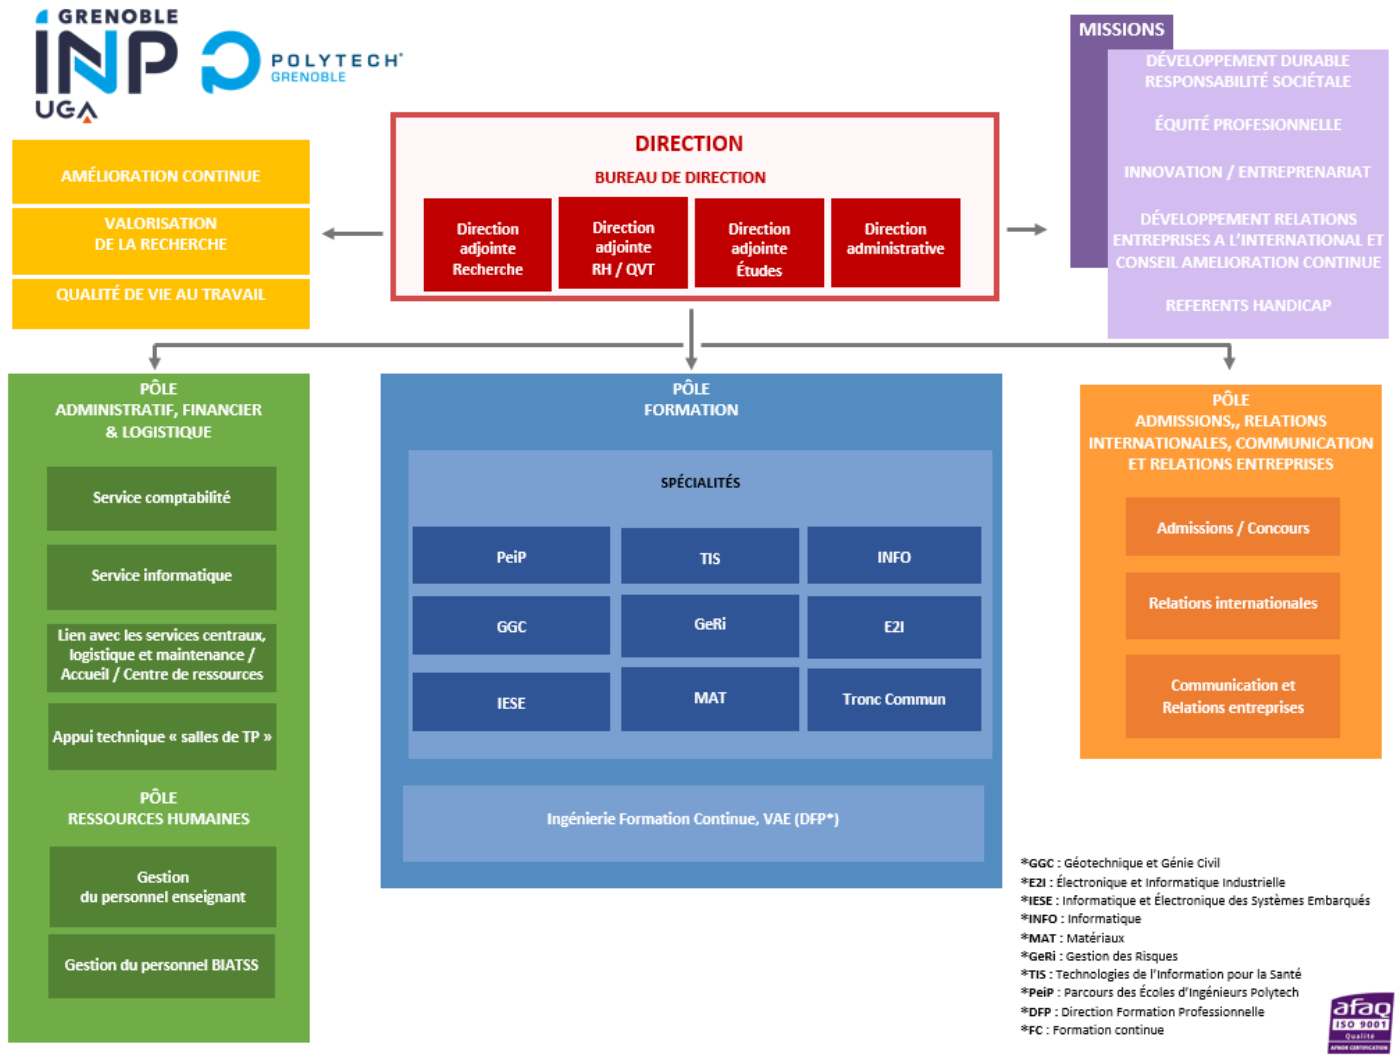 GRENOBLE
INP
UGA
POLYTECH®
GRENOBLE
MISSIONS
DÉVELOPPEMENT DURABLE
RESPONSABILITÉ SOCIÉTALE
ÉQUITÉ PROFESIONNELLE
INNOVATION / ENTREPRENARIAT
DÉVELOPPEMENT RELATIONS
ENTREPRISES A L'INTERNATIONAL ET
CONSEIL AMELIORATION CONTINUE
REFERENTS HANDICAP
AMÉLIORATION CONTINUE
VALORISATION
DE LA RECHERCHE
QUALITÉ DE VIE AU TRAVAIL
DIRECTION
BUREAU DE DIRECTION
Direction
adjointe
Recherche
Direction
adjointe
RH / QVT
Direction
adjointe
Études
Direction
administrative
PÔLE
ADMINISTRATIF, FINANCIER
& LOGISTIQUE
Service comptabilité
Service informatique
Lien avec les services centraux,
logistique et maintenance /
Accueil / Centre de ressources
Appui technique « salles de TP »
PÔLE
RESSOURCES HUMAINES
Gestion
du personnel enseignant
Gestion du personnel BIATSS
PÔLE
FORMATION
SPÉCIALITÉS
PeiP
TIS
INFO
GGC
GeRi
E2I
IESE
MAT
Tronc Commun
Ingénierie Formation Continue, VAE (DFP*)
PÔLE
ADMISSIONS,, RELATIONS
INTERNATIONALES, COMMUNICATION
ET RELATIONS ENTREPRISES
Admissions / Concours
Relations internationales
Communication et
Relations entreprises
*GGC : Géotechnique et Génie Civil
*E2I : Électronique et Informatique Industrielle
*IESE : Informatique et Électronique des Systèmes Embarqués
*INFO : Informatique
*MAT : Matériaux
*GeRi : Gestion des Risques
*TIS : Technologies de l'Information pour la Santé
*PeiP : Parcours des Écoles d'Ingénieurs Polytech
*DFP : Direction Formation Professionnelle
*FC : Formation continue
afaq
ISO 9001
Qualité
AFNOR CERTIFICATION